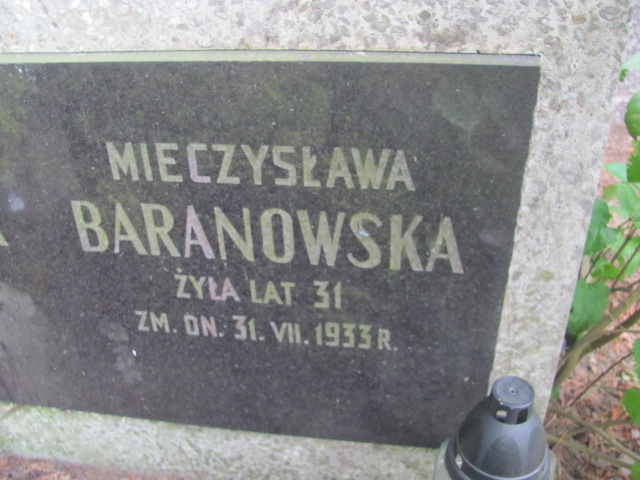 MIECZYSŁAWA
BARANOWSKA
ŻYŁA LAT 31
ZM. DN. 31. VII. 1933 R.